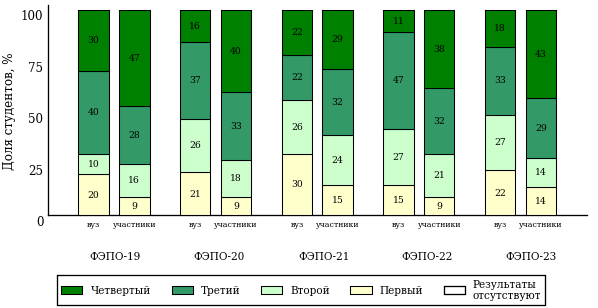 Доля студентов, %
100
75
50
25
0
30 47 16 40 22 29 11 38 18 43
40 28 37 33 22 32 47 32 33 29
10 16 26 18 26 24 27 21 27 14
20 9 21 9 30 15 15 9 22 14
вуз участники вуз участники вуз участники вуз участники вуз участники
ФЭПО-19 ФЭПО-20 ФЭПО-21 ФЭПО-22 ФЭПО-23
Четвертый Третий Второй Первый Результаты
отсутствуют